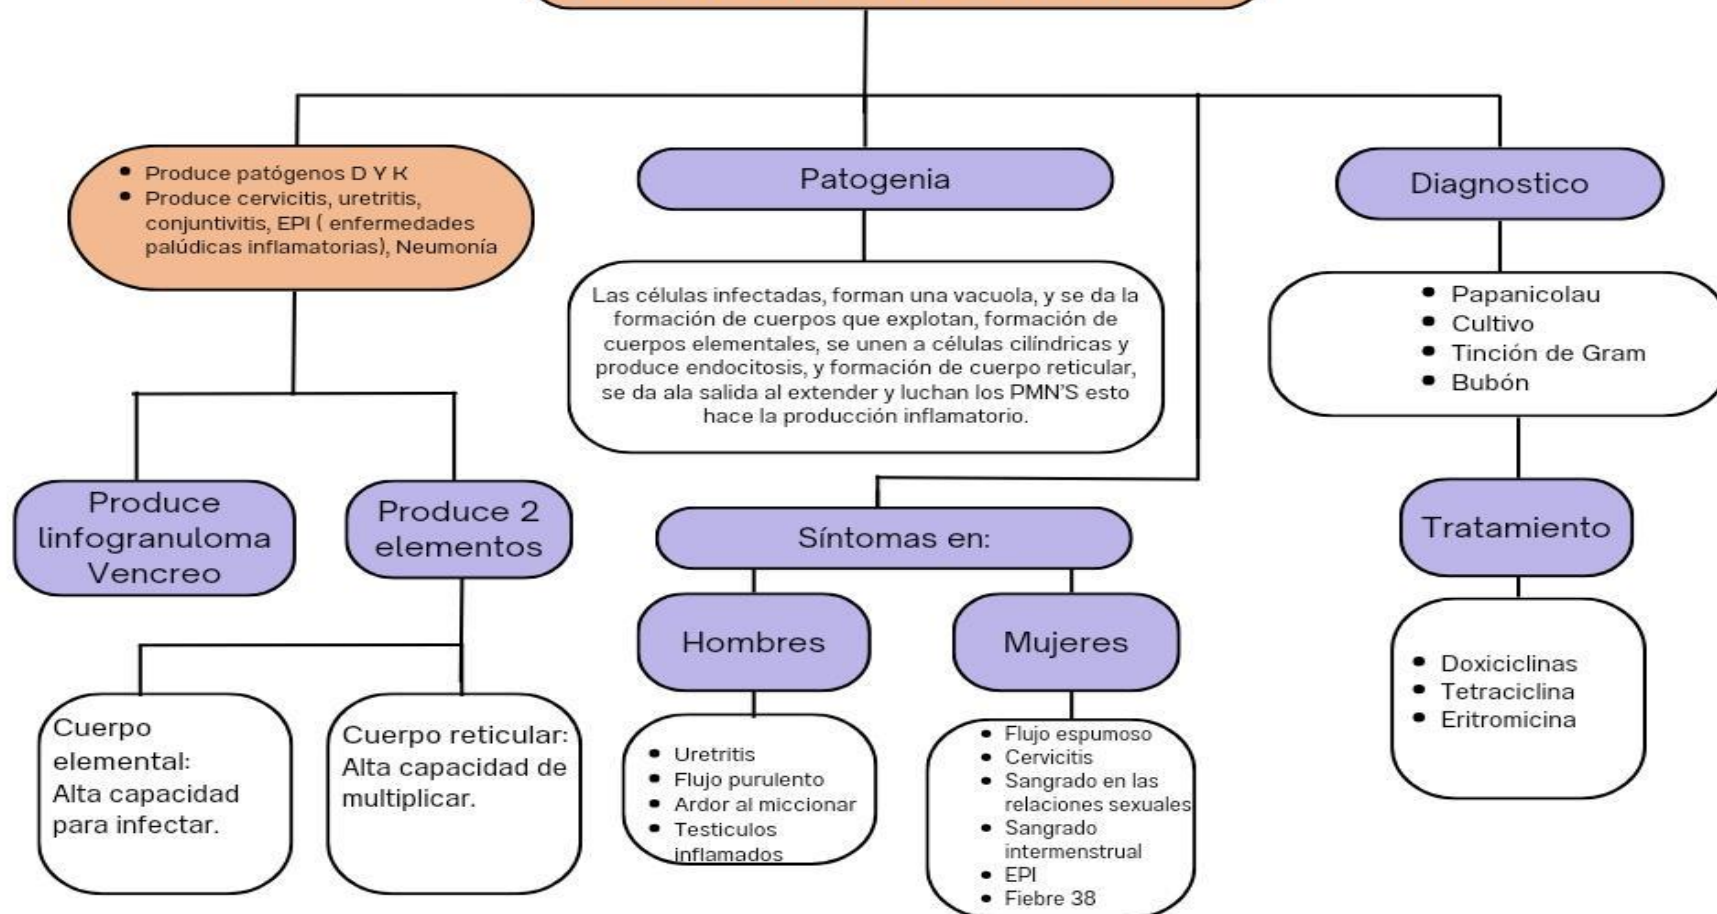 Produce patógenos D Y K
Produce cervicitis, uretritis,
conjuntivitis, EPI ( enfermedades
palúdicas inflamatorias), Neumonía
Produce
linfogranuloma
Vencreo
Produce 2
elementos
Cuerpo
elemental:
Alta capacidad
para infectar.
Cuerpo reticular:
Alta capacidad de
multiplicar.
Patogenia
Las células infectadas, forman una vacuola, y se da la
formación de cuerpos que explotan, formación de
cuerpos elementales, se unen a células cilíndricas y
produce endocitosis, y formación de cuerpo reticular,
se da ala salida al extender y luchan los PMN'S esto
hace la producción inflamatorio.
Síntomas en:
Hombres
Uretritis
Flujo purulento
Ardor al miccionar
Testiculos
inflamados
Mujeres
Flujo espumoso
Cervicitis
Sangrado en las
relaciones sexuales
Sangrado
intermenstrual
EPI
Fiebre 38
Diagnostico
Papanicolau
Cultivo
Tinción de Gram
Bubón
Tratamiento
Doxiciclinas
Tetraciclina
Eritromicina